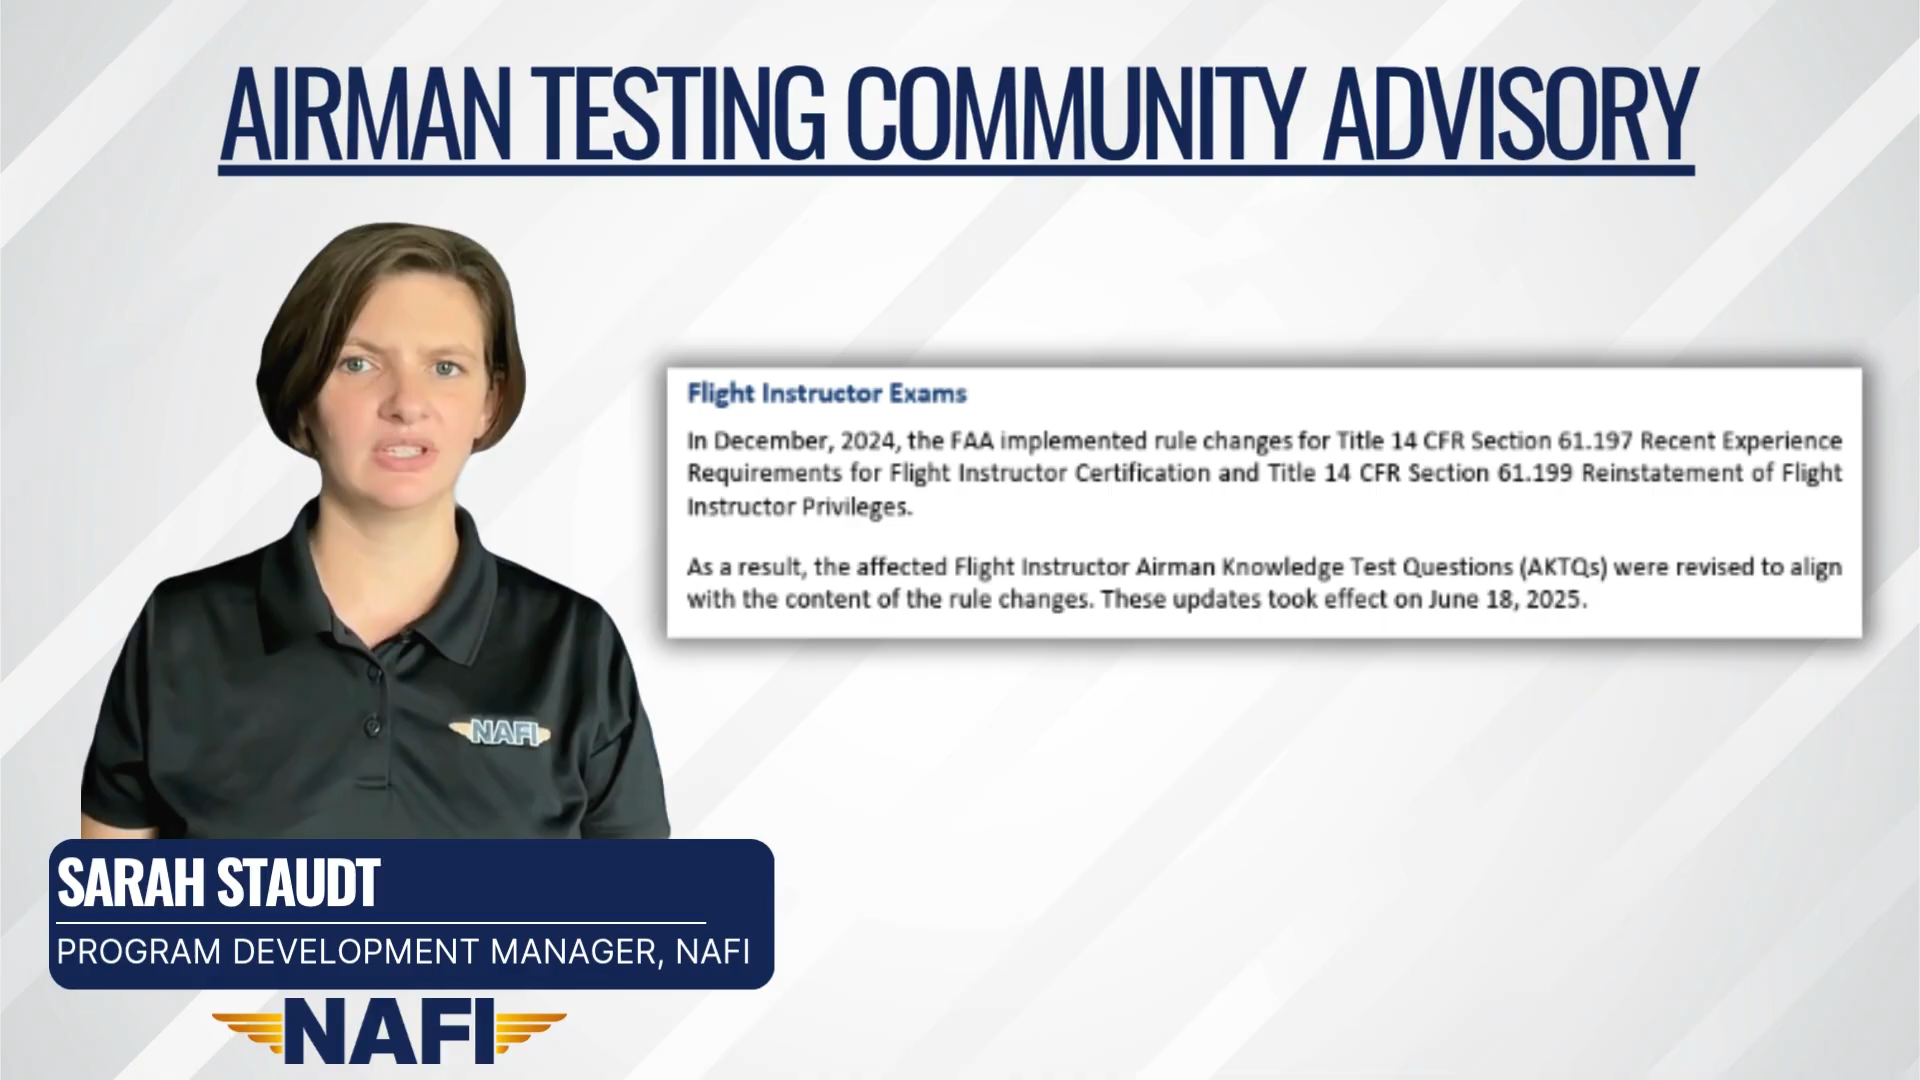 AIRMAN TESTING COMMUNITY ADVISORY
Flight Instructor Exams
In December, 2024, the FAA implemented rule changes for Title 14 CFR Section 61.197 Recent Experience
Requirements for Flight Instructor Certification and Title 14 CFR Section 61.199 Reinstatement of Flight
Instructor Privileges.
As a result, the affected Flight Instructor Airman Knowledge Test Questions (AKTQs) were revised to align
with the content of the rule changes. These updates took effect on June 18, 2025.
NAFI
SARAH STAUDT
PROGRAM DEVELOPMENT MANAGER, NAFI
NAFI